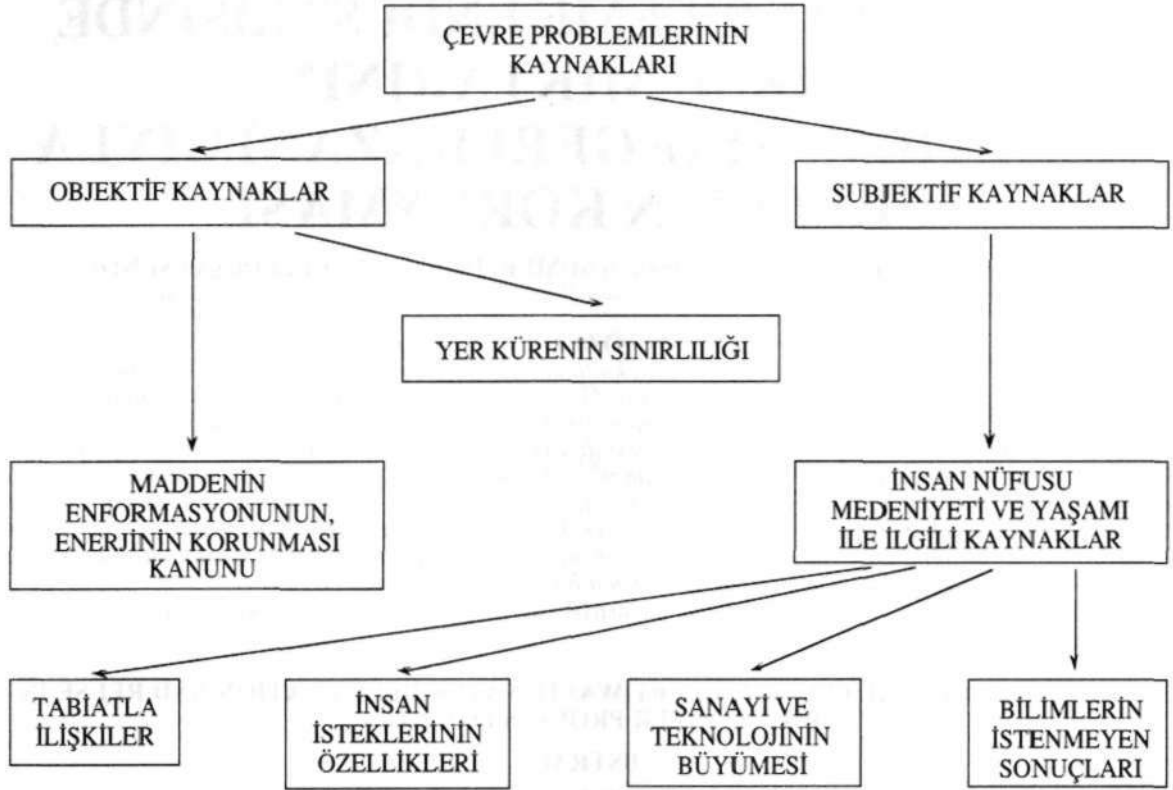 ÇEVRE PROBLEMLERİNİN
KAYNAKLARI
OBJEKTİF KAYNAKLAR
SUBJEKTİF KAYNAKLAR
YER KÜRENİN SINIRLILIĞI
MADDENİN
ENFORMASYONUNUN,
ENERJİNİN KORUNMASI
KANUNU
İNSAN NÜFUSU
MEDENİYETİ VE YAŞAMI
İLE İLGİLİ KAYNAKLAR
TABİATLA
İLİŞKİLER
İNSAN
İSTEKLERİNİN
ÖZELLİKLERİ
SANAYİ VE
TEKNOLOJİNİN
BÜYÜMESİ
BİLİMLERİN
İSTENMEYEN
SONUÇLARI